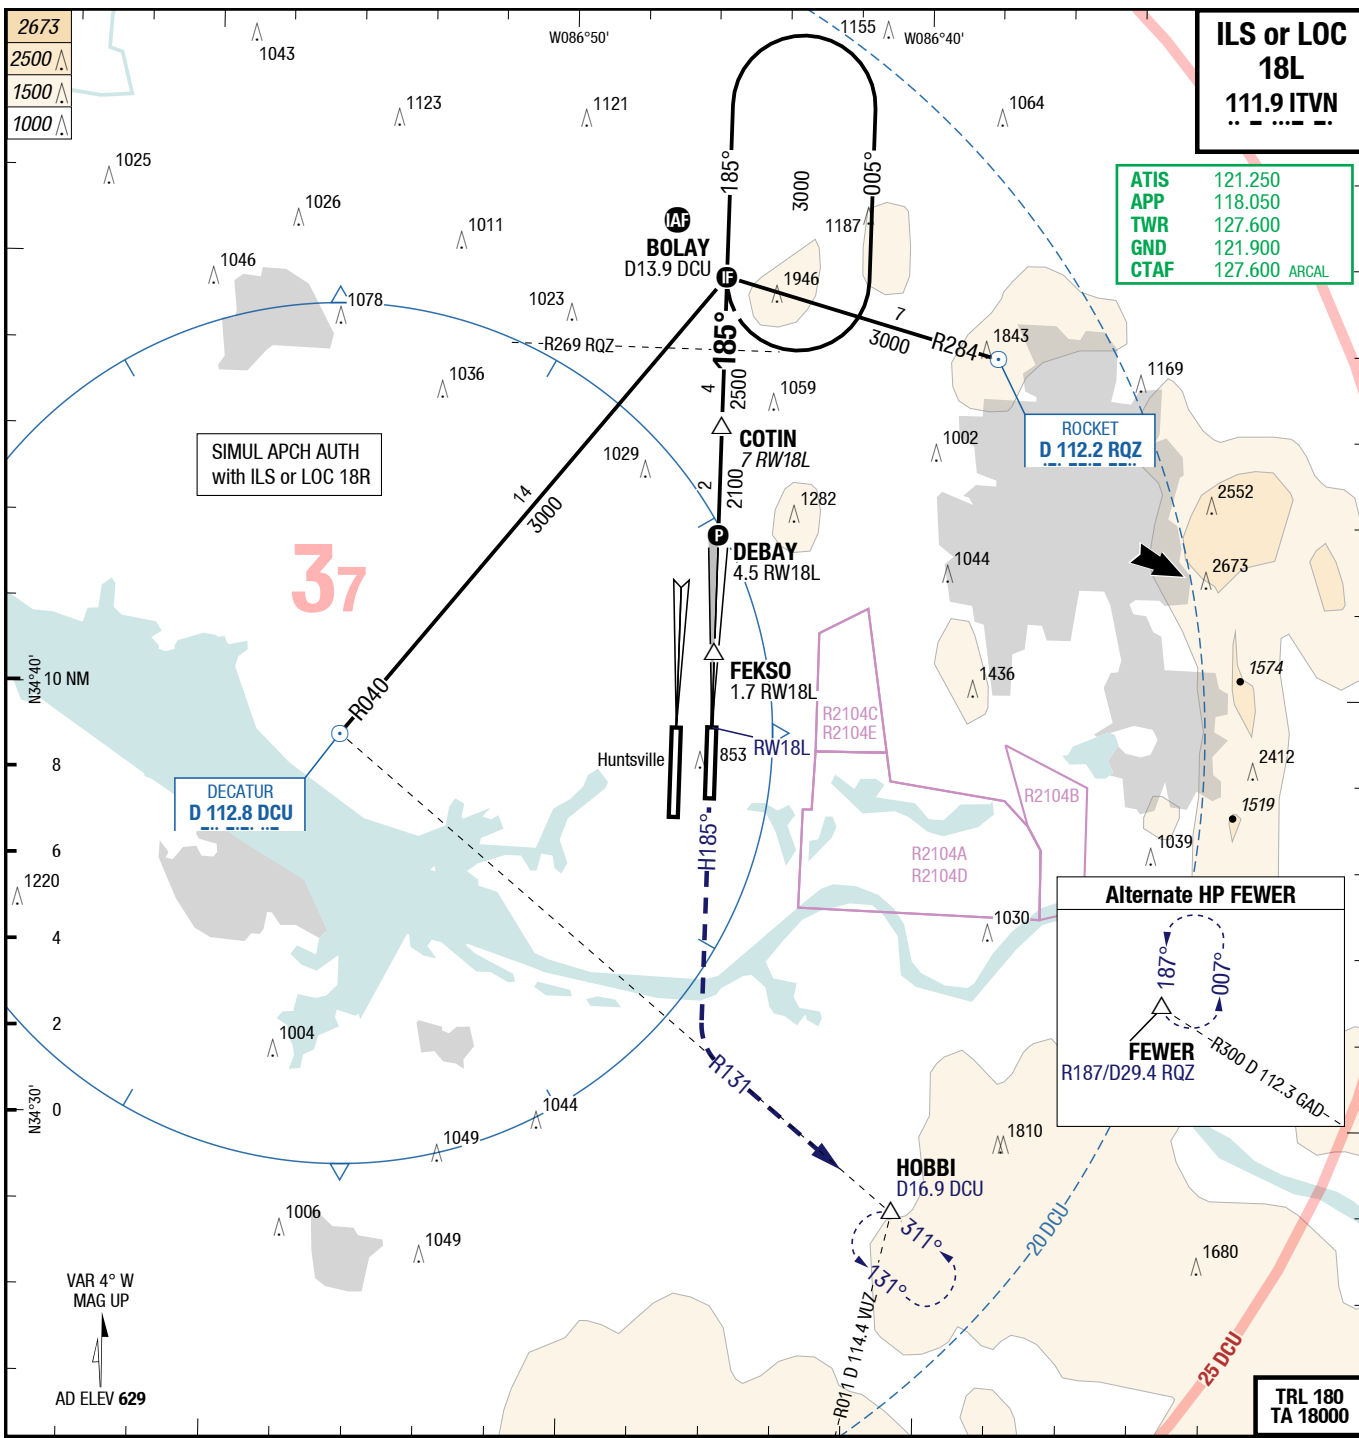 2673
2500
1500
1000
1043
W086°50'
1155
W086°40'
ILS or LOC
18L
111.9 ITVN
1123
1121
1064
1025
185°
3000
005°
ATIS 121.250
APP 118.050
TWR 127.600
GND 121.900
CTAF 127.600 ARCAL
1026
1011
1187
IAF
BOLAY
D13.9 DCU
IF
1046
1078
1023
1946
7
3000
R284
1843
R269 RQZ
185°
4
2500
1036
1059
1169
ROCKET
D 112.2 RQZ
SIMUL APCH AUTH
with ILS or LOC 18R
COTIN
7 RW18L
1029
1002
14
3000
2
2100
1282
2552
P
DEBAY
4.5 RW18L
37
1044
2673
N34°40'
10 NM
R040
FEKSO
1.7 RW18L
1436
1574
R2104C
R2104E
Huntsville
853
RW18L
8
2412
DECATUR
D 112.8 DCU
R2104B
1519
H185°
6
R2104A
R2104D
1039
1220
Alternate HP FEWER
4
1030
187°
007°
2
1004
FEWER
R187/D29.4 RQZ
R300 D 112.3 GAD
R131
N34°30'
0
1044
1049
1810
HOBBI
D16.9 DCU
1006
1049
311°
131°
20 DCU
1680
VAR 4° W
MAG UP
R011 D 114.4 VUZ
25 DCU
AD ELEV 629
TRL 180
TA 18000